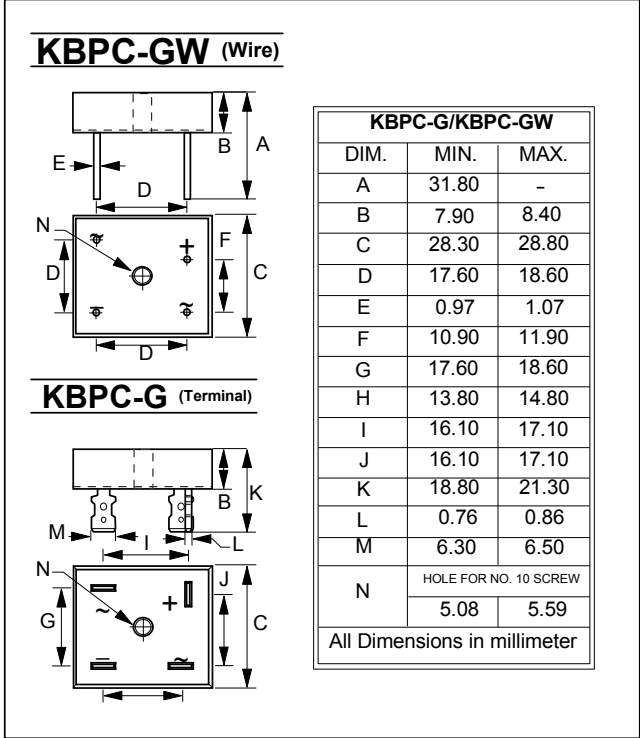 KBPC-GW (Wire)
B
A
E
D
N
~
+
F
D
C
–
~
D
KBPC-G (Terminal)
B
K
M
I
L
N
~
+
J
G
C
–
~
KBPC-G/KBPC-GW
DIM. MIN. MAX.
A 31.80 -
B 7.90 8.40
C 28.30 28.80
D 17.60 18.60
E 0.97 1.07
F 10.90 11.90
G 17.60 18.60
H 13.80 14.80
I 16.10 17.10
J 16.10 17.10
K 18.80 21.30
L 0.76 0.86
M 6.30 6.50
N HOLE FOR NO. 10 SCREW
5.08 5.59
All Dimensions in millimeter